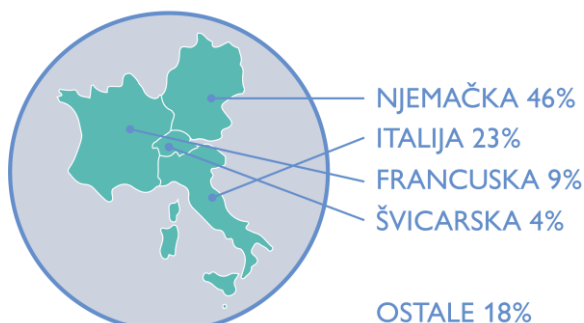 NJEMAČKA 46%
ITALIJA 23%
FRANCUSKA 9%
ŠVICARSKA 4%
OSTALE 18%